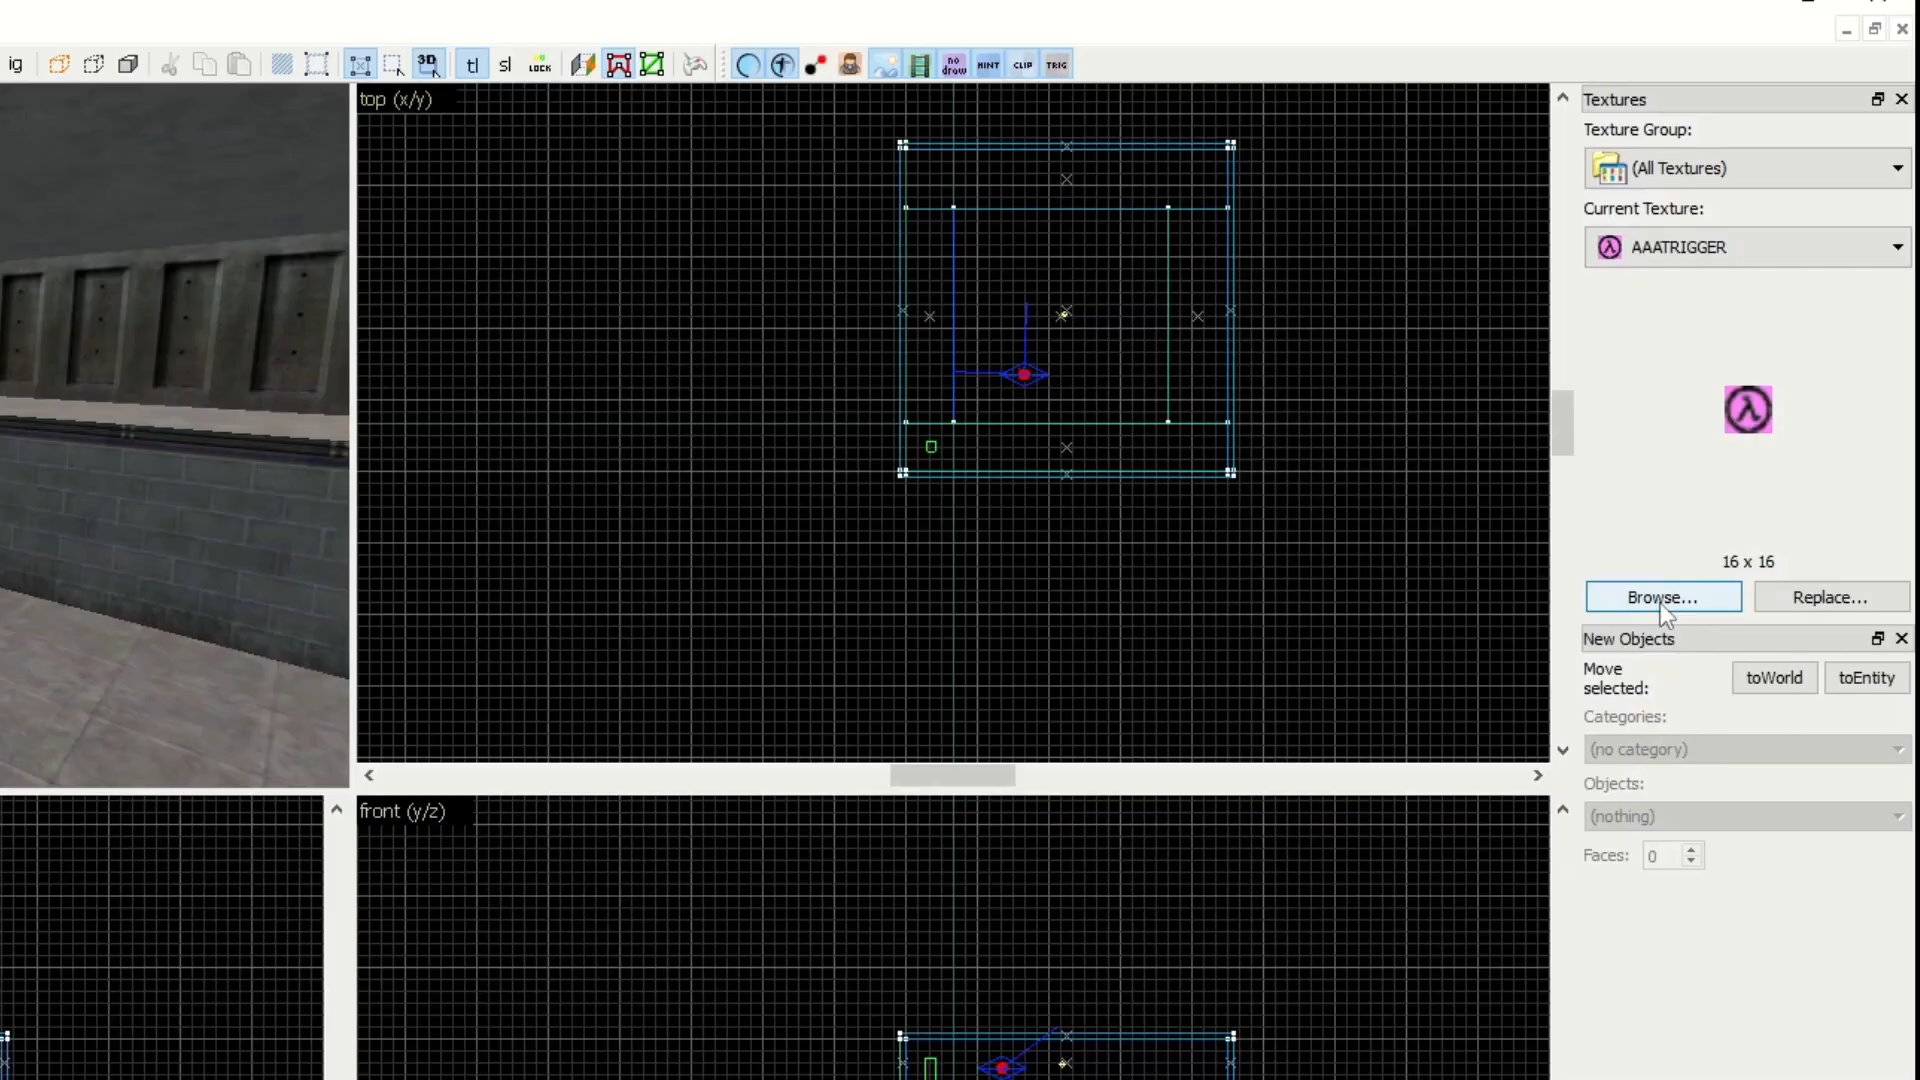 ig
3D
tl
sl
LOCK
no draw
HINT
CLIP
TRIG
top (x/y)
Textures
Texture Group:
(All Textures)
Current Texture:
AAATRIGGER
16 x 16
Browse...
Replace...
New Objects
Move selected:
toWorld
toEntity
Categories:
(no category)
Objects:
(nothing)
Faces:
0
front (y/z)